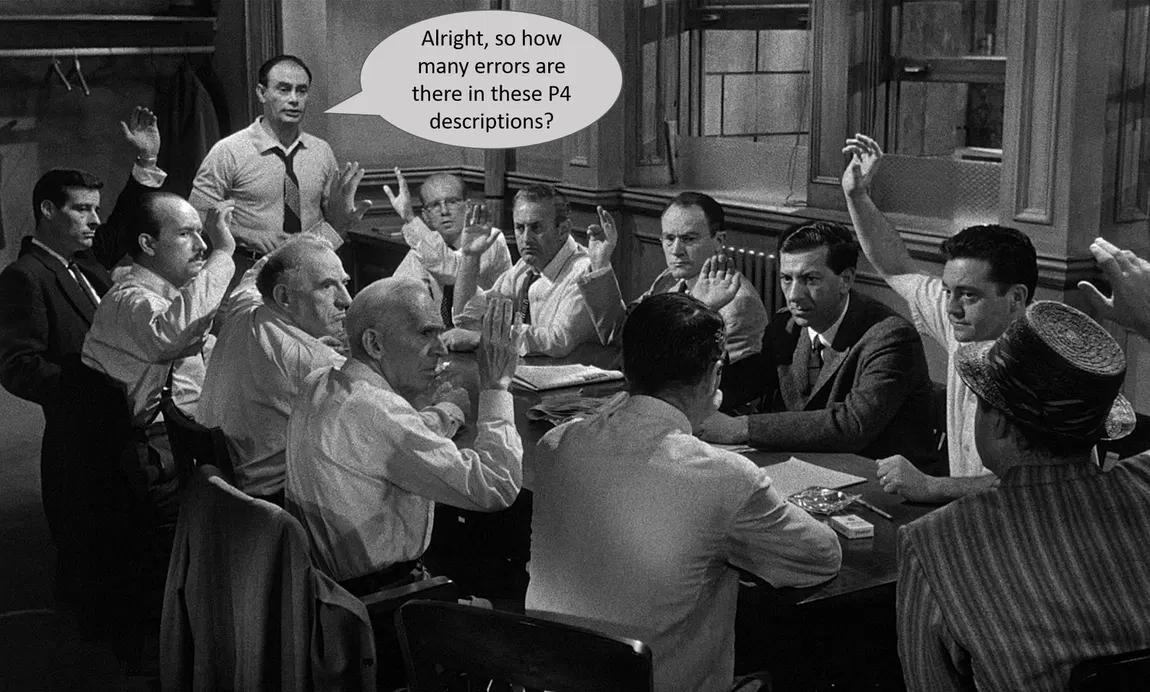 Alright, so how
many errors are
there in these P4
descriptions?